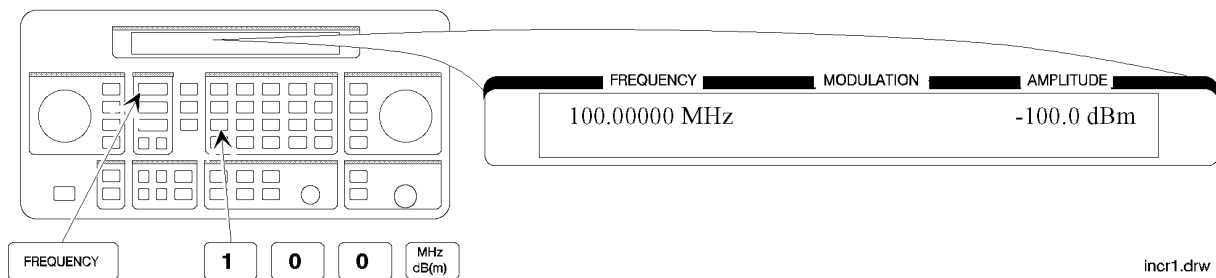 FREQUENCY MODULATION AMPLITUDE
100.00000 MHz -100.0 dBm
FREQUENCY
1 0 0
MHz
dB(m)
incr1.drw